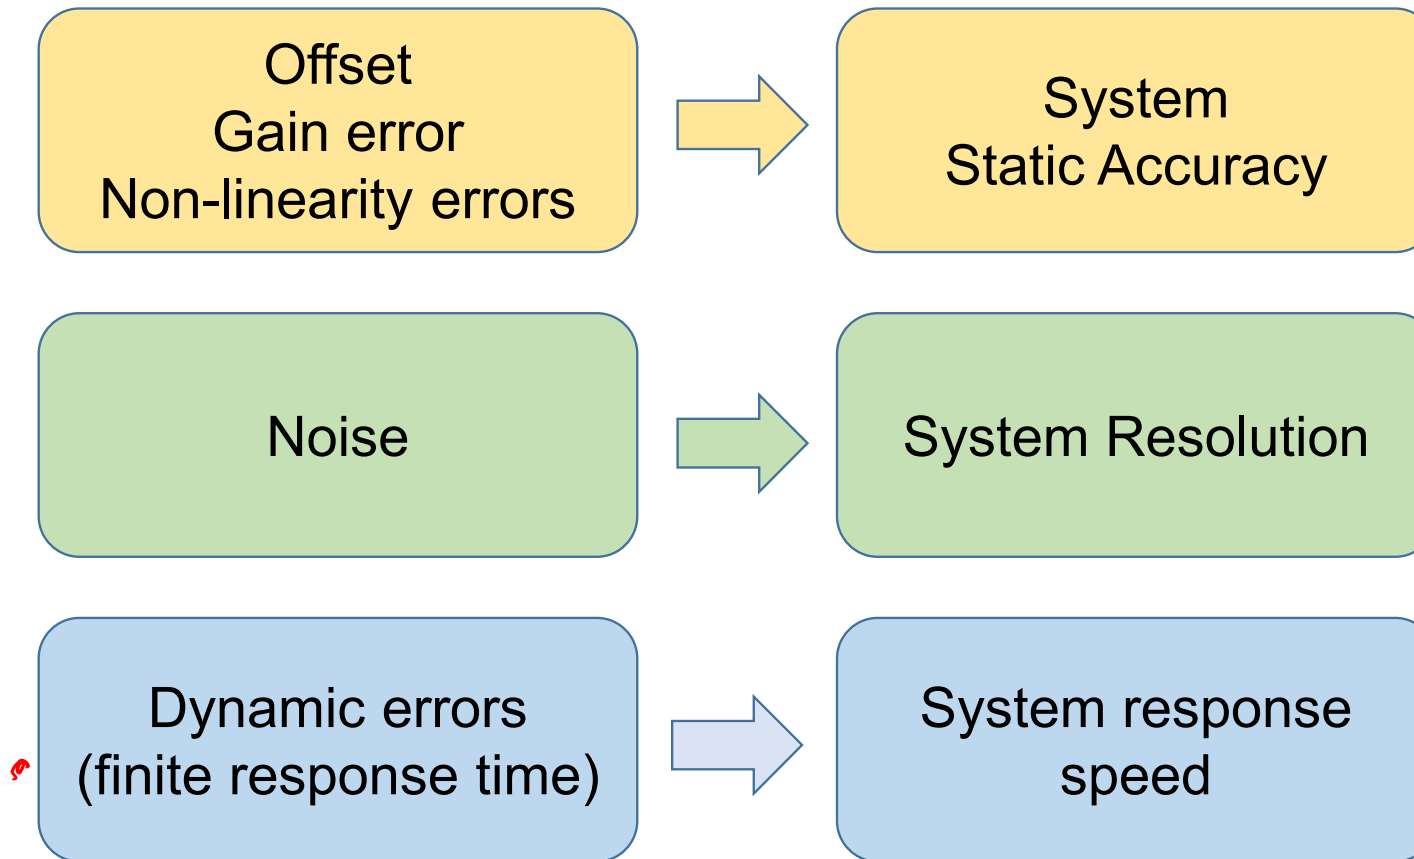 Offset
Gain error
Non-linearity errors
System
Static Accuracy
Noise
System Resolution
Dynamic errors
(finite response time)
System response
speed